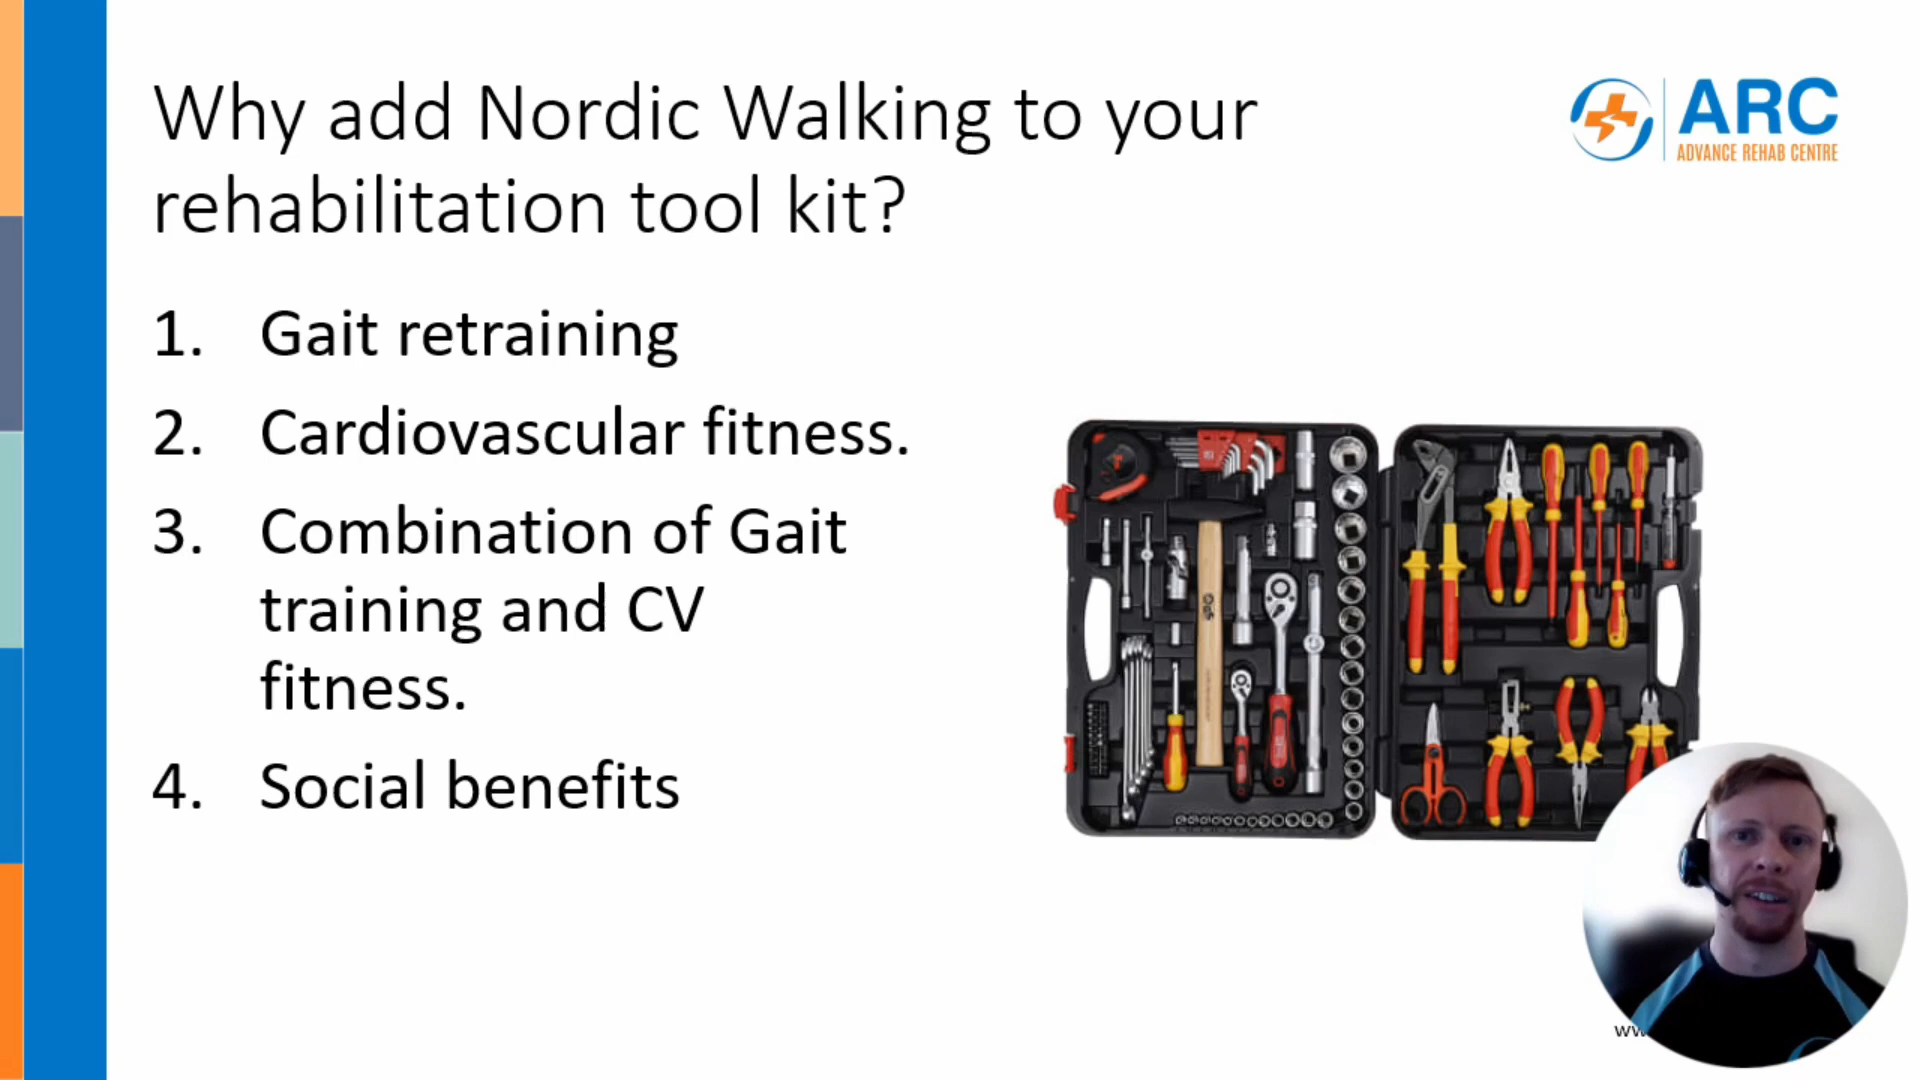 Why add Nordic Walking to your
rehabilitation tool kit?
ARC
ADVANCE REHAB CENTRE
1. Gait retraining
2. Cardiovascular fitness.
3. Combination of Gait
training and CV
fitness.
4. Social benefits